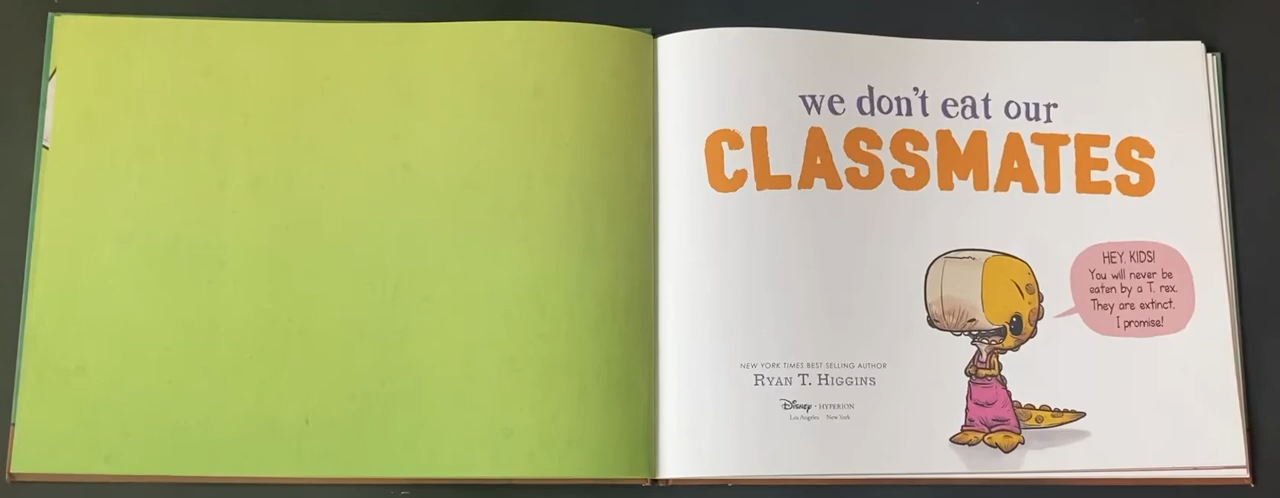 we don't eat our
CLASSMATES
HEY, KIDS!
You will never be
eaten by a T. rex.
They are extinct.
I promise!
NEW YORK TIMES BEST SELLING AUTHOR
RYAN T. HIGGINS
Disney • HYPERION
Los Angeles New York